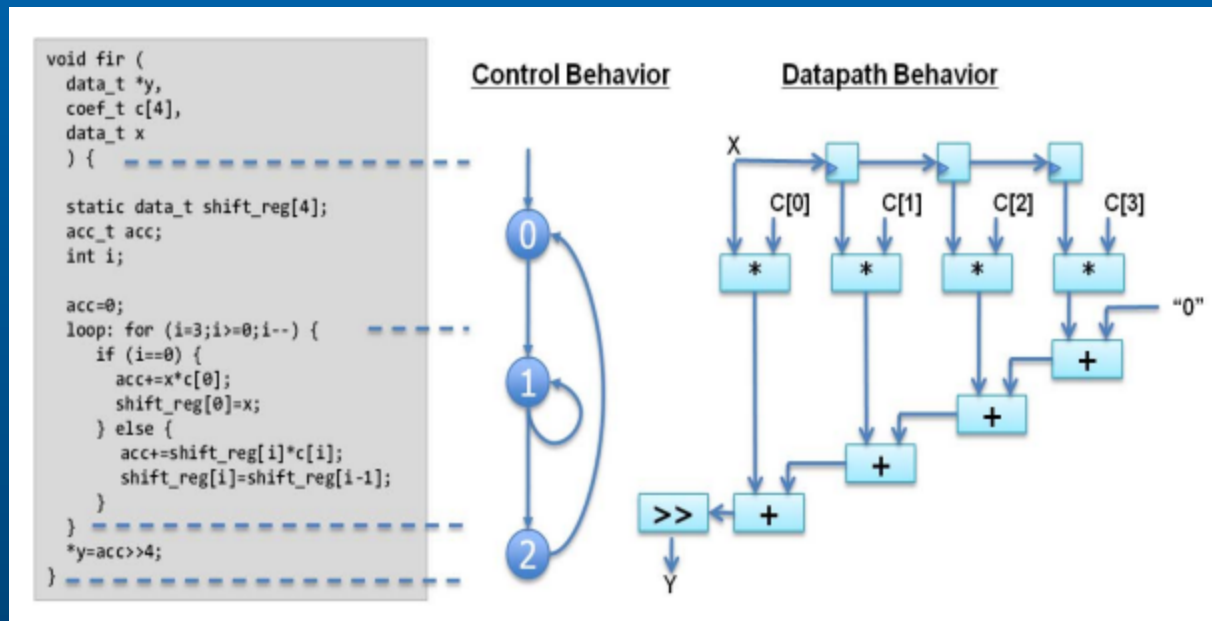 void fir (
data_t *y,
coef_t c[4],
data_t x
) {
static data_t shift_reg[4];
acc_t acc;
int i;
acc=0;
loop: for (i=3;i>=0;i--) {
if (i==0) {
acc+=x*c[0];
shift_reg[0]=x;
} else {
acc+=shift_reg[i]*c[i];
shift_reg[i]=shift_reg[i-1];
}
}
*y=acc>>4;
}
Control Behavior
0
1
2
Datapath Behavior
X
C[0] C[1] C[2] C[3]
* * * *
"0"
+
+
+
>> +
Y